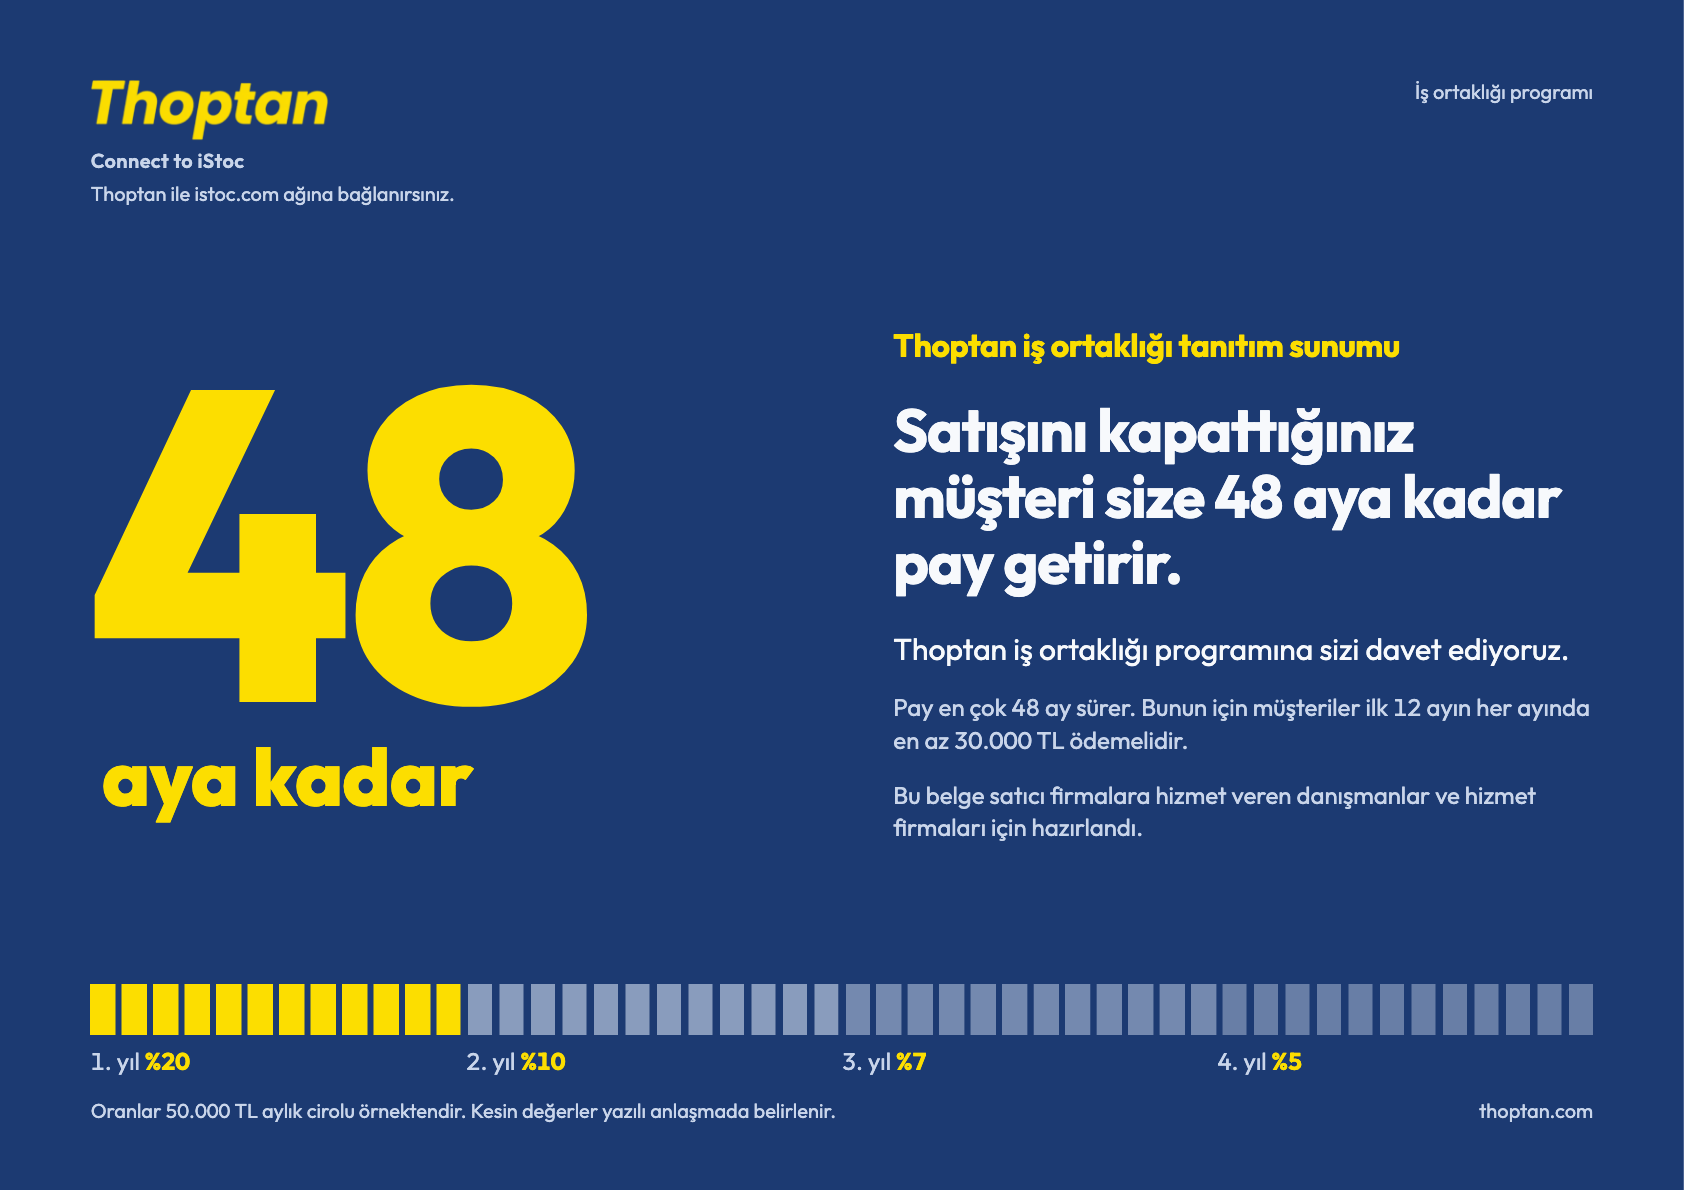 Thoptan
İş ortaklığı programı
Connect to iStoc
Thoptan ile istoc.com ağına bağlanırsınız.
48
aya kadar
Thoptan iş ortaklığı tanıtım sunumu
Satışını kapattığınız
müşteri size 48 aya kadar
pay getirir.
Thoptan iş ortaklığı programına sizi davet ediyoruz.
Pay en çok 48 ay sürer. Bunun için müşteriler ilk 12 ayın her ayında
en az 30.000 TL ödemelidir.
Bu belge satıcı firmalara hizmet veren danışmanlar ve hizmet
firmaları için hazırlandı.
1. yıl %20
2. yıl %10
3. yıl %7
4. yıl %5
Oranlar 50.000 TL aylık cirolu örnektendir. Kesin değerler yazılı anlaşmada belirlenir.
thoptan.com